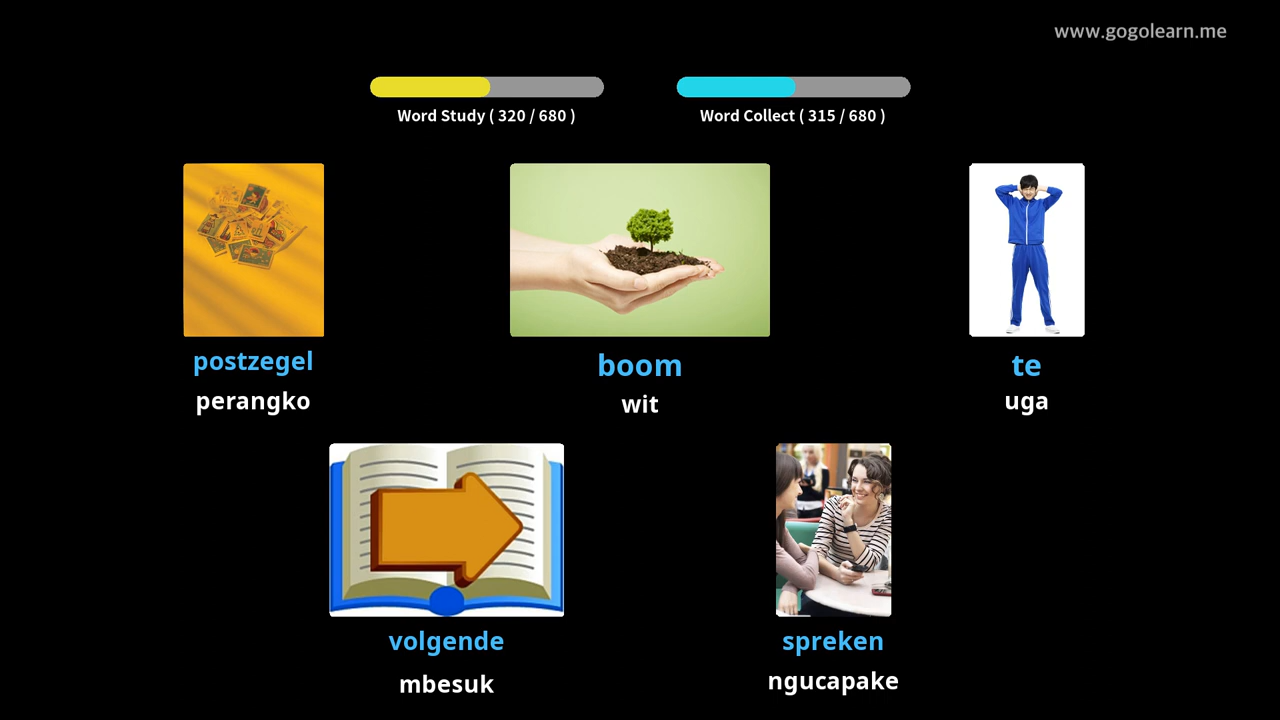 www.gogolearn.me
Word Study ( 320 / 680 )
Word Collect ( 315 / 680 )
postzegel
perangko
boom
wit
te
uga
volgende
mbesuk
spreken
ngucapake